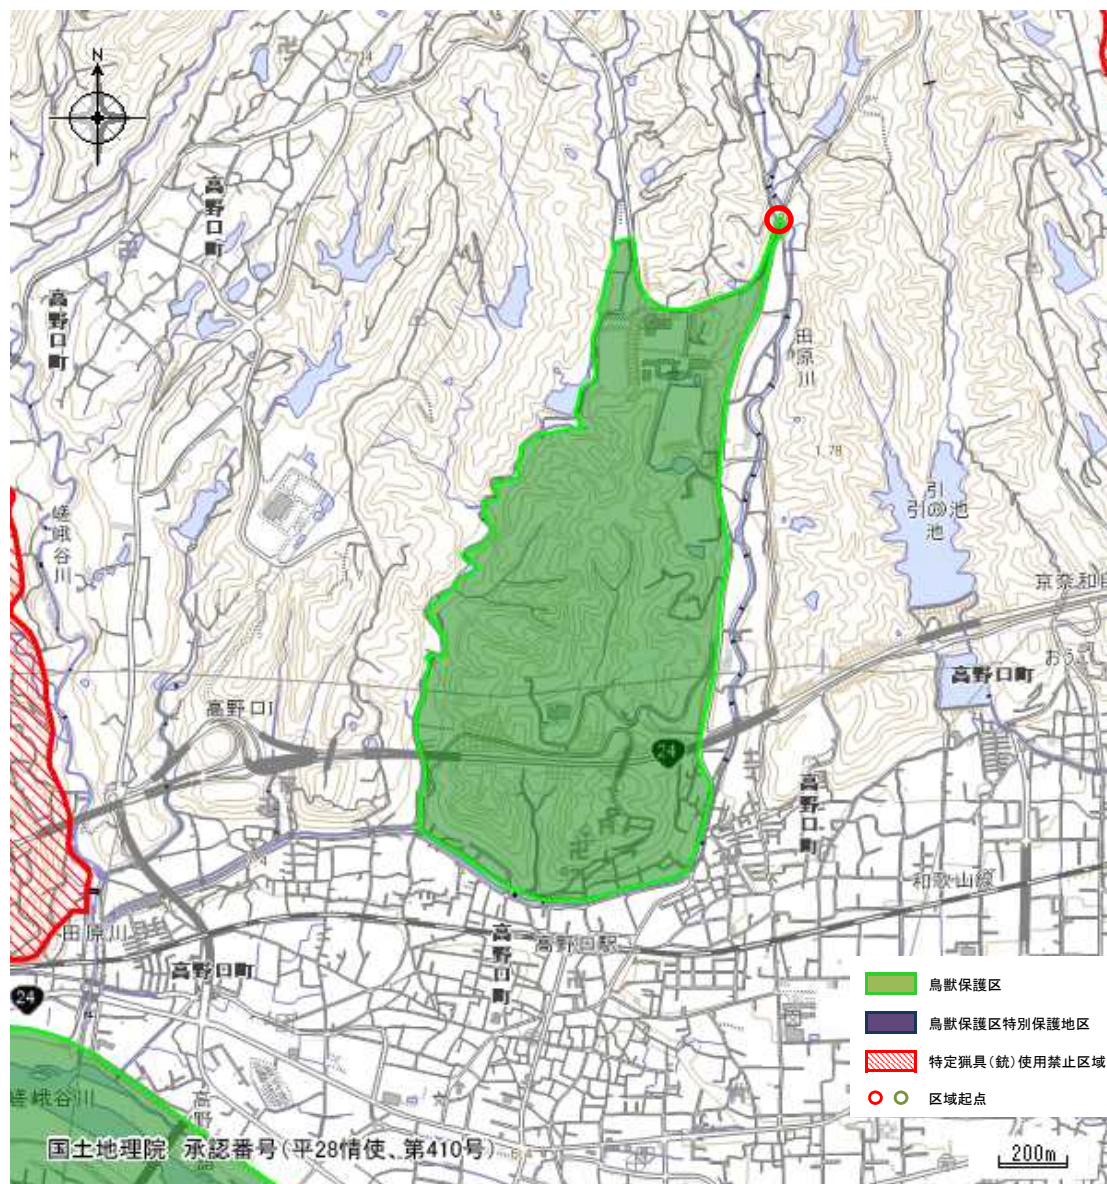 N
高野口町
高野口町
田原川
1.78
引の池
引
池
嵯峨谷川
京奈和自
高野口町
高野口I
24
高野口町
和歌山線
田原川
高野口町
高野口駅
高野口町
24
嵯峨谷川
高野
鳥獣保護区
鳥獣保護区特別保護地区
特定猟具(銃)使用禁止区域
区域起点
国土地理院 承認番号(平28情使、第410号)
200m